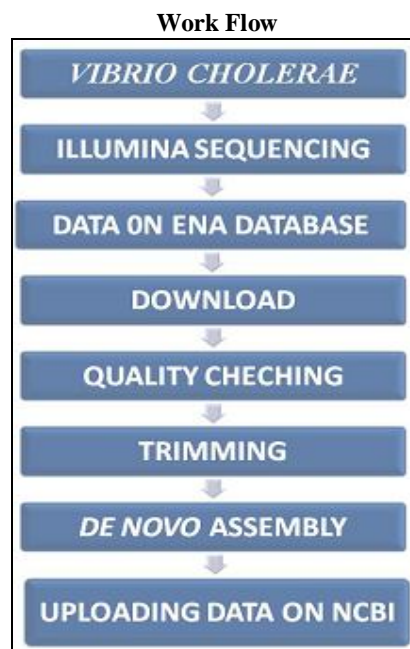 Work Flow
VIBRIO CHOLERAE
ILLUMINA SEQUENCING
DATA 0N ENA DATABASE
DOWNLOAD
QUALITY CHECHING
TRIMMING
DE NOVO ASSEMBLY
UPLOADING DATA ON NCBI